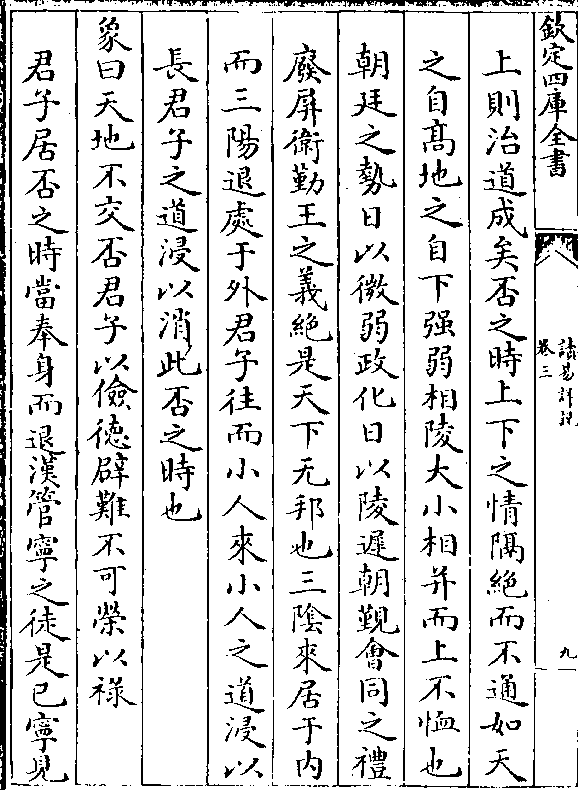 欽定四庫全書
讀易詳說
卷三
九
上則治道成矣否之時上下之情隔絕而不通如天
之自髙地之自下强弱相陵大小相并而上不恤也
朝廷之勢日以微弱政化日以陵遲朝覲會同之禮
廢屏衛勤王之義絕是天下无邦也三陰來居于内
而三陽退處于外君子往而小人來小人之道浸以
長君子之道浸以消此否之時也
象曰天地不交否君子以儉德辟難不可榮以祿
君子居否之時當奉身而退漢管寧之徒是已寧見